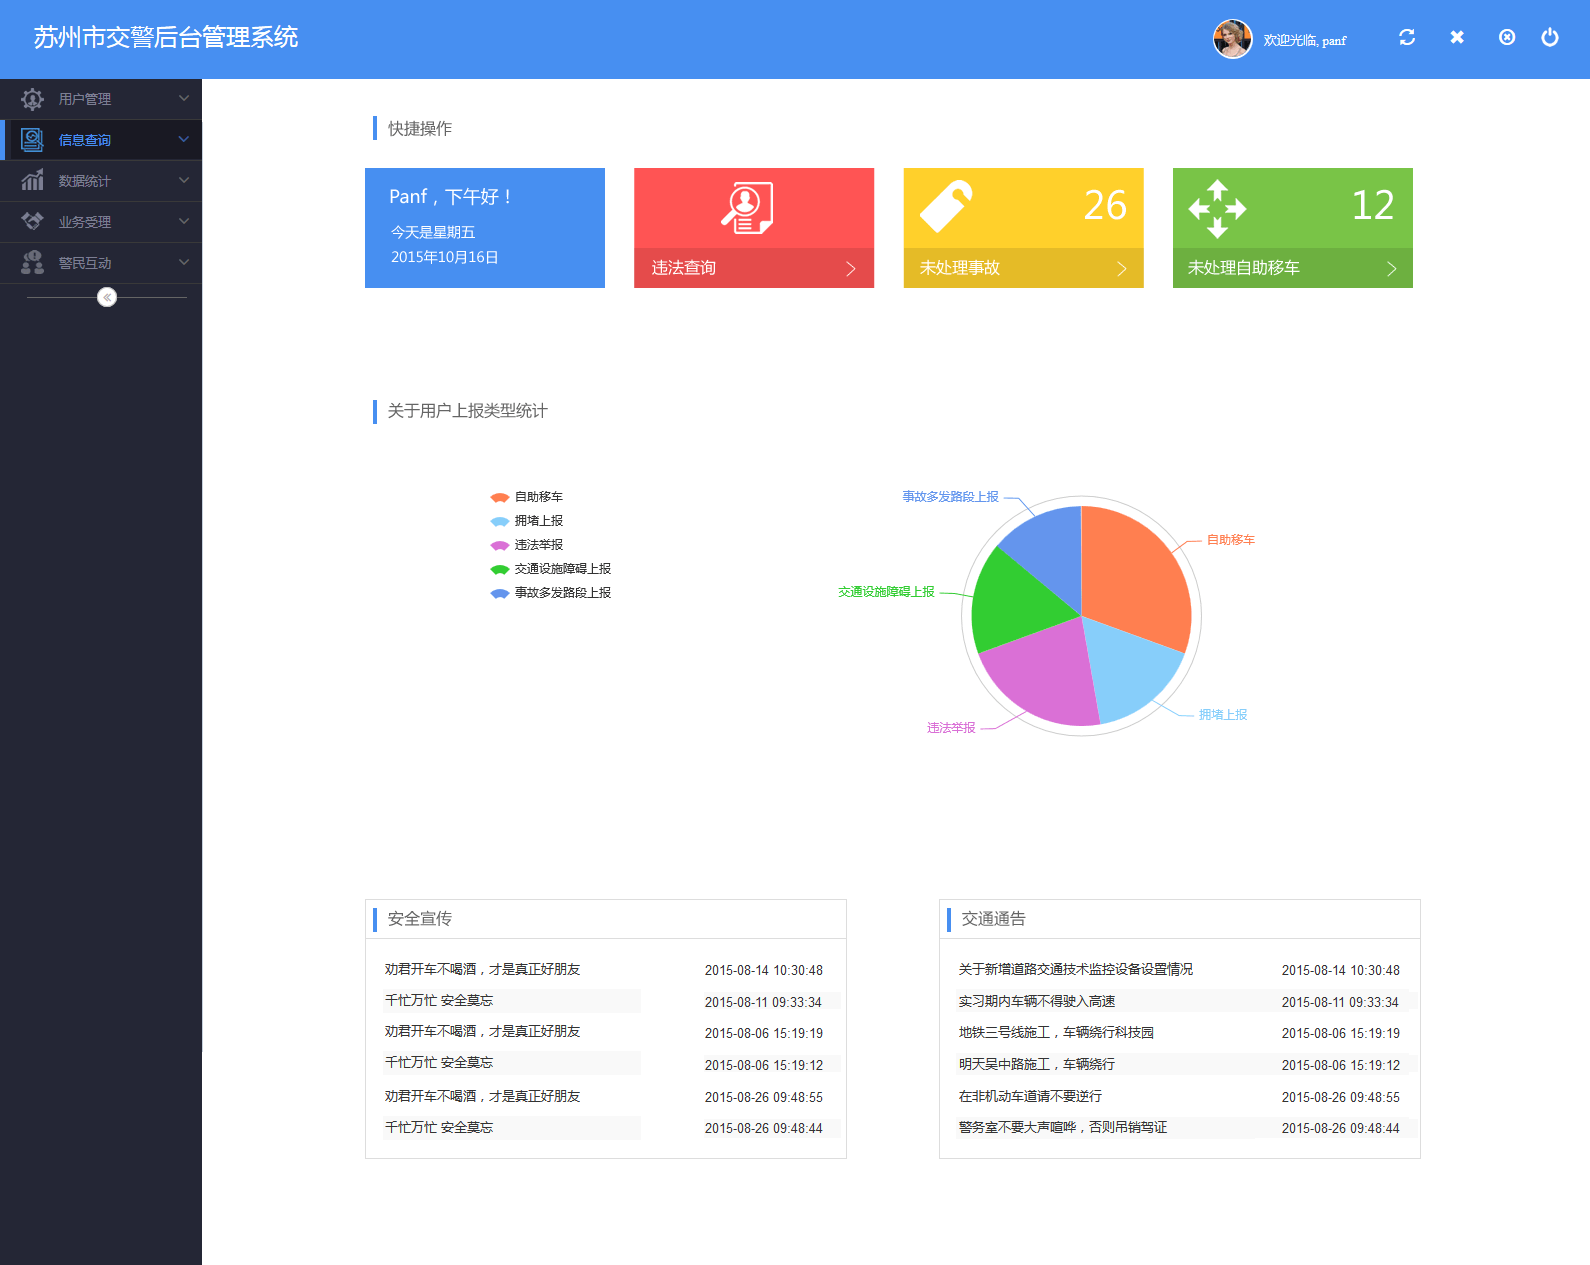 苏州市交警后台管理系统
欢迎光临, panf
用户管理
信息查询
数据统计
业务受理
警民互动
快捷操作
Panf，下午好！
今天是星期五
2015年10月16日
违法查询
26
未处理事故
12
未处理自助移车
关于用户上报类型统计
自助移车
拥堵上报
违法举报
交通设施障碍上报
事故多发路段上报
事故多发路段上报
自助移车
交通设施障碍上报
拥堵上报
违法举报
安全宣传
劝君开车不喝酒，才是真正好朋友 2015-08-14 10:30:48
千忙万忙 安全莫忘 2015-08-11 09:33:34
劝君开车不喝酒，才是真正好朋友 2015-08-06 15:19:19
千忙万忙 安全莫忘 2015-08-06 15:19:12
劝君开车不喝酒，才是真正好朋友 2015-08-26 09:48:55
千忙万忙 安全莫忘 2015-08-26 09:48:44
交通通告
关于新增道路交通技术监控设备设置情况 2015-08-14 10:30:48
实习期内车辆不得驶入高速 2015-08-11 09:33:34
地铁三号线施工，车辆绕行科技园 2015-08-06 15:19:19
明天吴中路施工，车辆绕行 2015-08-06 15:19:12
在非机动车道请不要逆行 2015-08-26 09:48:55
警务室不要大声喧哗，否则吊销驾证 2015-08-26 09:48:44